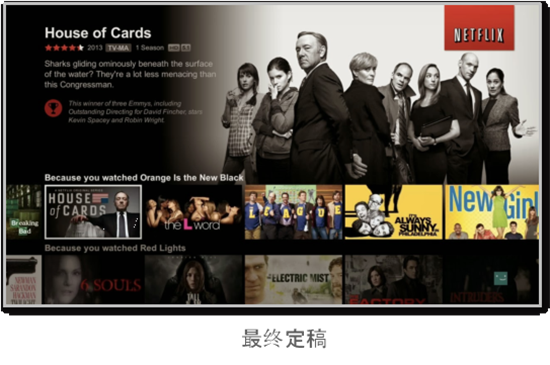 House of Cards
NETFLIX
2013 TV-MA 1 Season HD 5.1
Sharks gliding ominously beneath the surface
of the water? They're a lot less menacing than
this Congressman.
This winner of three Emmys, including
Outstanding Directing for David Fincher, stars
Kevin Spacey and Robin Wright.
Because you watched Orange Is the New Black
Breaking
Bad
HOUSE
of CARDS
the L word
LEAGUE
IT'S
ALWAYS
SUNNY
IN
PHILADELPHIA
New Girl
Because you watched Red Lights
6 SOULS
ELECTRIC MIST
FACTORY
INTRUDERS
最终定稿